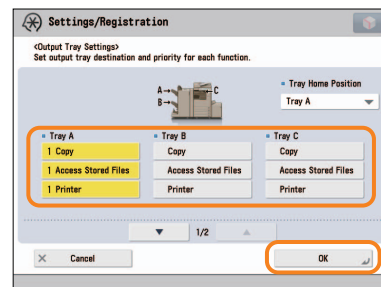 Settings/Registration
<Output Tray Settings>
Set output tray destination and priority for each function.
A
B
C
Tray Home Position
Tray A
Tray A
Tray B
Tray C
1 Copy
Copy
Copy
1 Access Stored Files
Access Stored Files
Access Stored Files
1 Printer
Printer
Printer
1/2
Cancel
OK